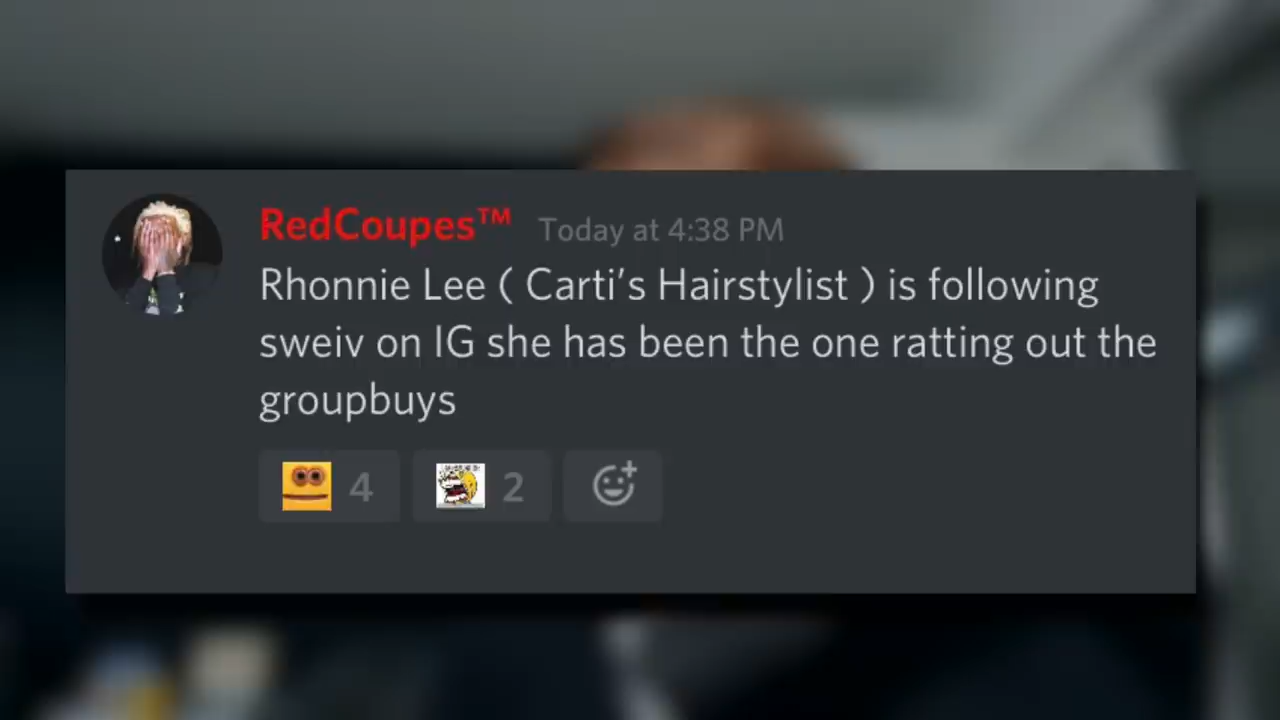 RedCoupes™ Today at 4:38 PM
Rhonnie Lee ( Carti's Hairstylist ) is following
sweiv on IG she has been the one ratting out the
groupbuys
4 2